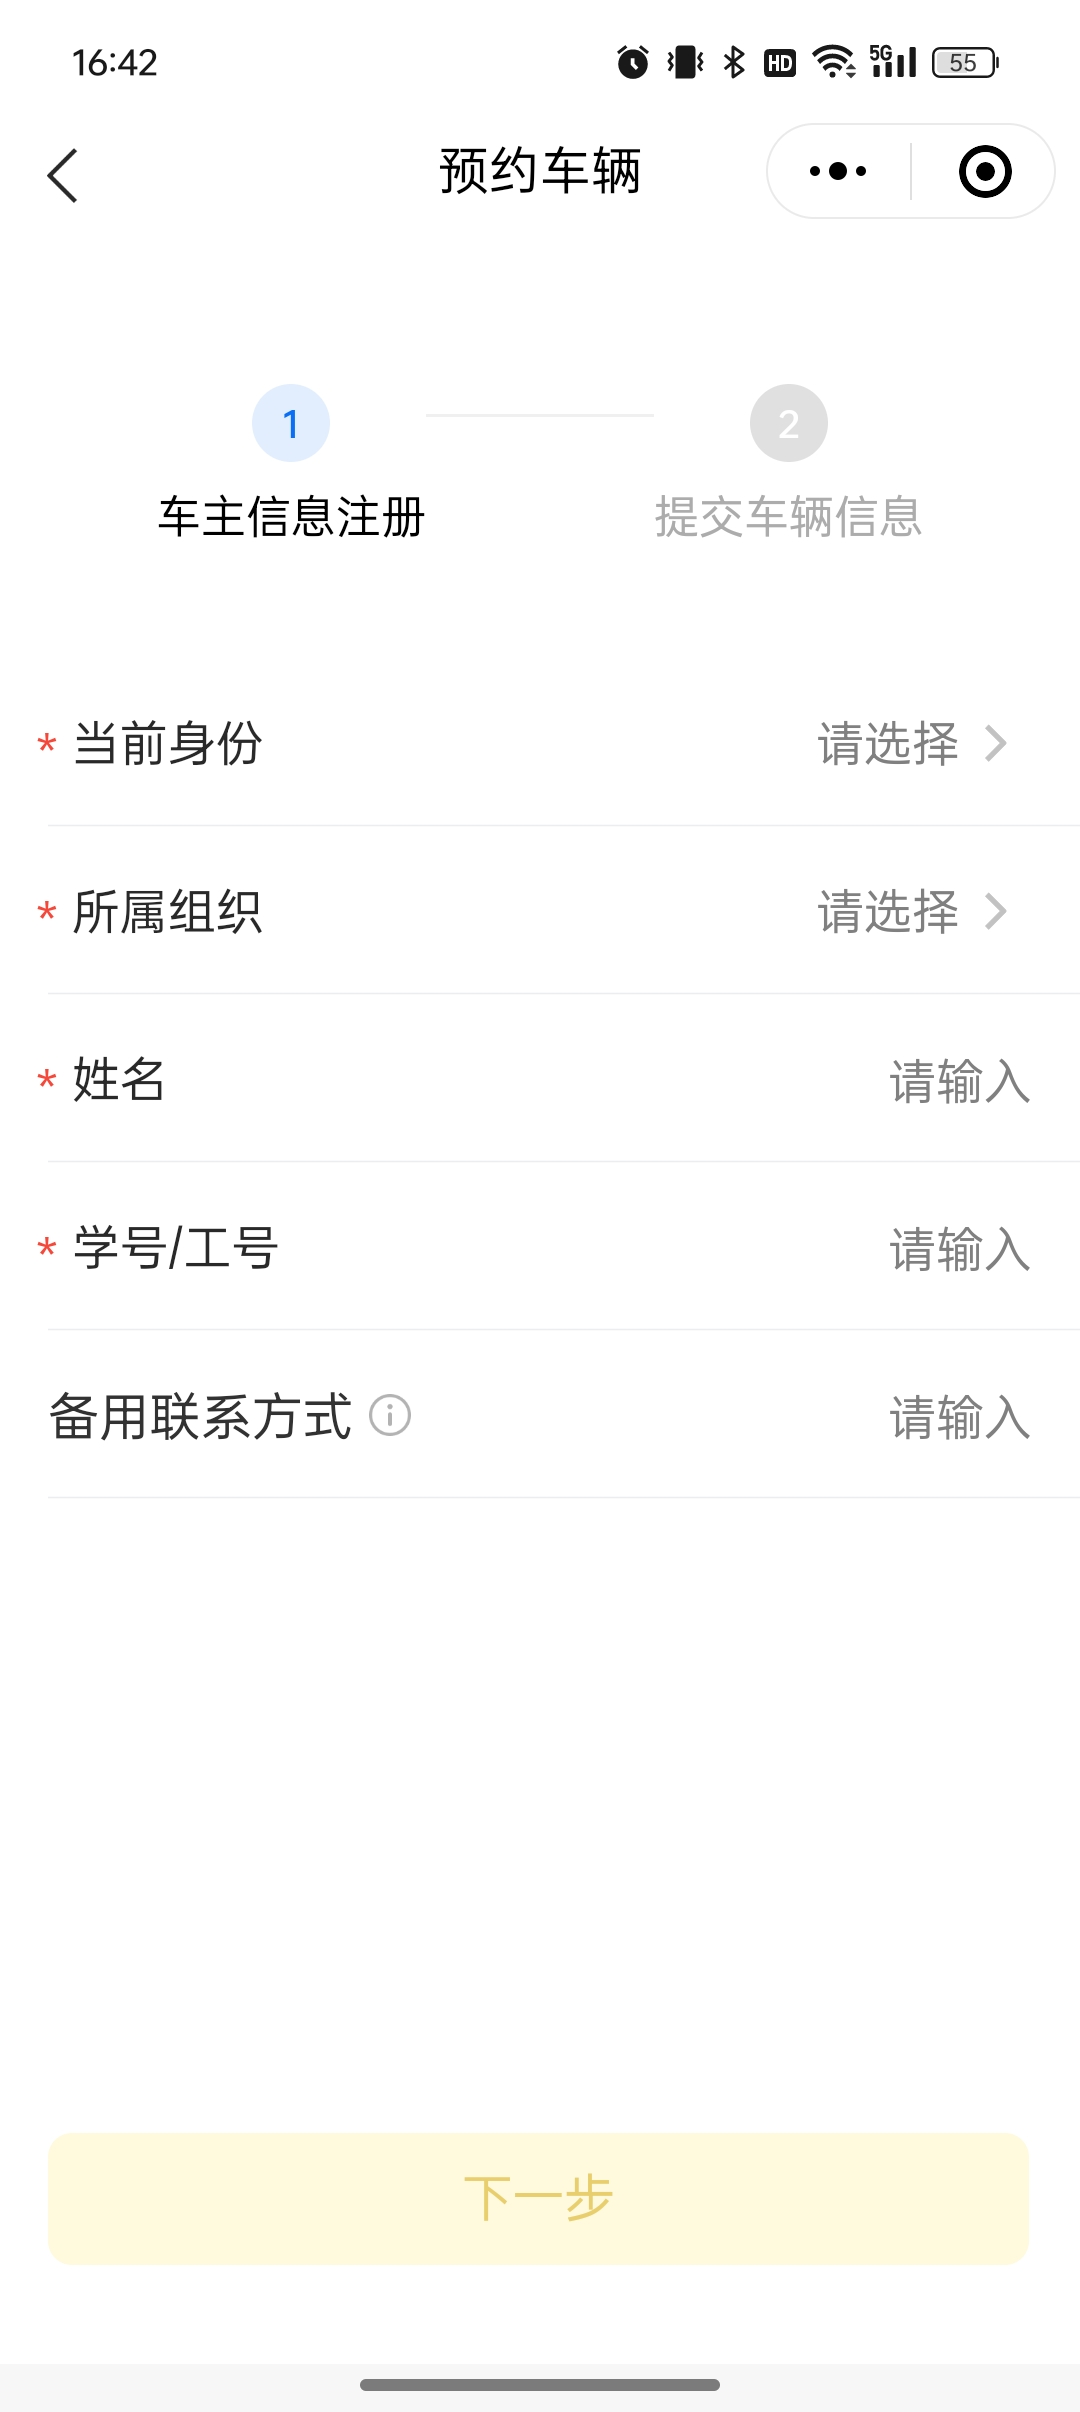 16:42 HD 5G 55
预约车辆
1 2
车主信息注册 提交车辆信息
* 当前身份 请选择
* 所属组织 请选择
* 姓名 请输入
* 学号/工号 请输入
备用联系方式 请输入
下一步